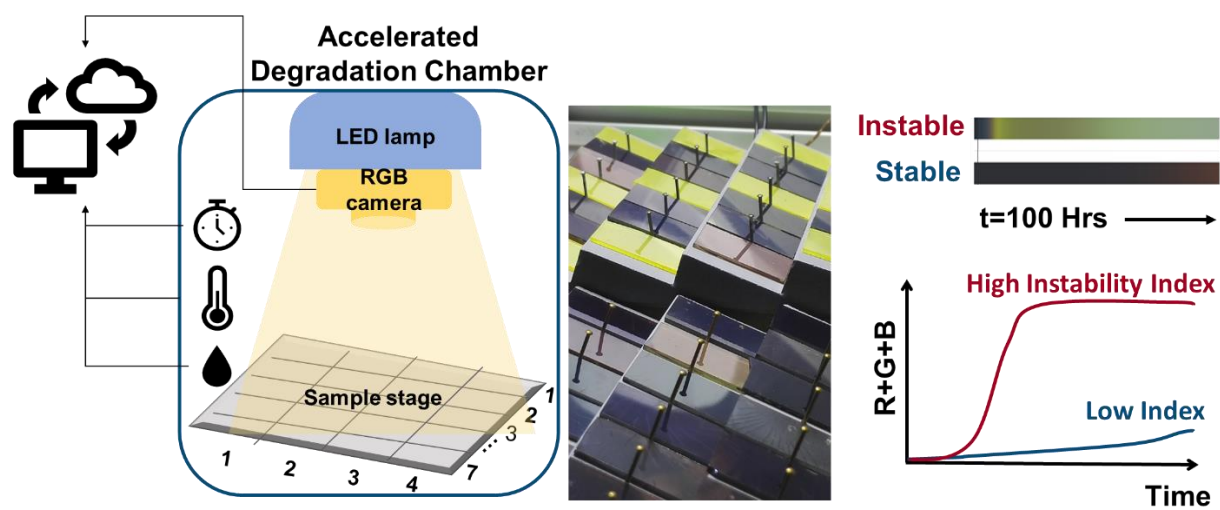 Accelerated
Degradation Chamber
LED lamp
RGB
camera
Sample stage
1
2
3
4
1
2
... 3
7
Instable
Stable
t=100 Hrs
High Instability Index
Low Index
R+G+B
Time